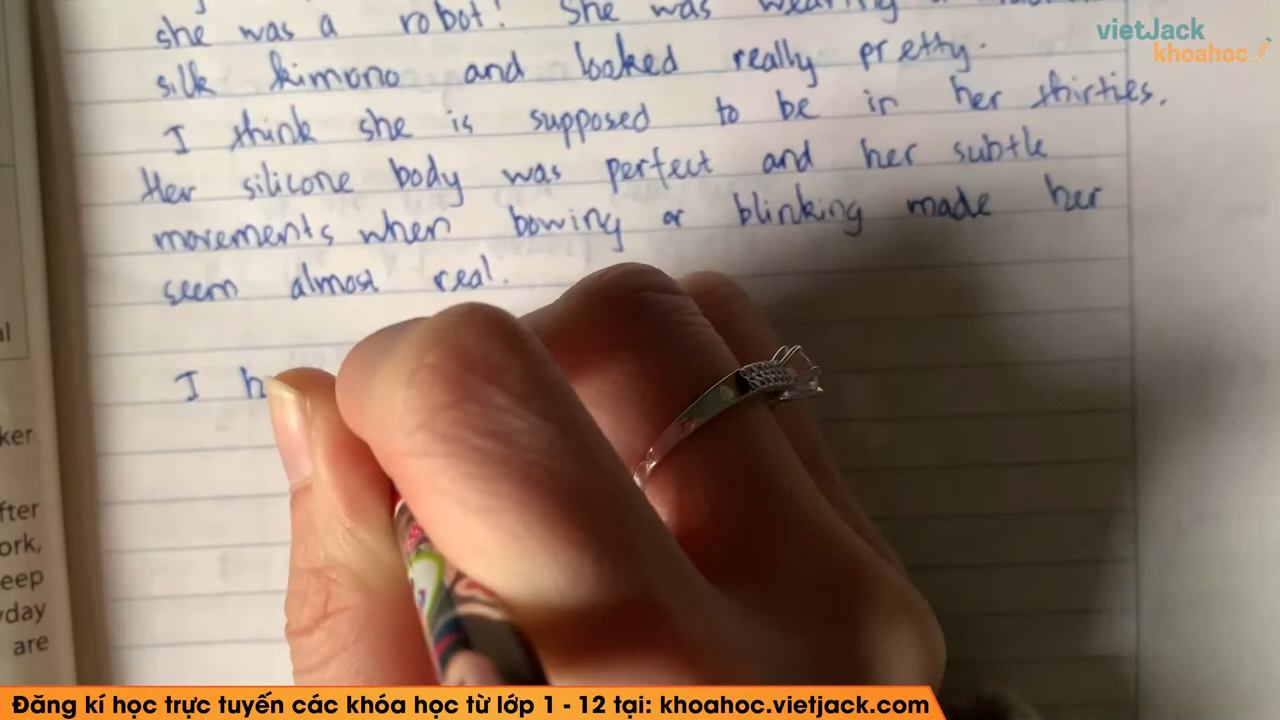 she was a robot! She was wearing a
silk kimono and looked really pretty.
I think she is supposed to be in her thirties.
Her silicone body was perfect and her subtle
movements when bowing or blinking made her
seem almost real.
I h
vietJack
khoahoc
al
ker
fter
ork,
eep
yday
are
Đăng kí học trực tuyến các khóa học từ lớp 1 - 12 tại: khoahoc.vietjack.com